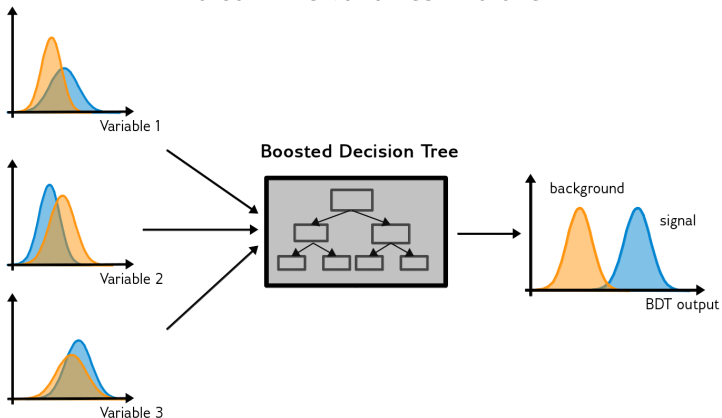 Variable 1
Boosted Decision Tree
background
signal
Variable 2
BDT output
Variable 3